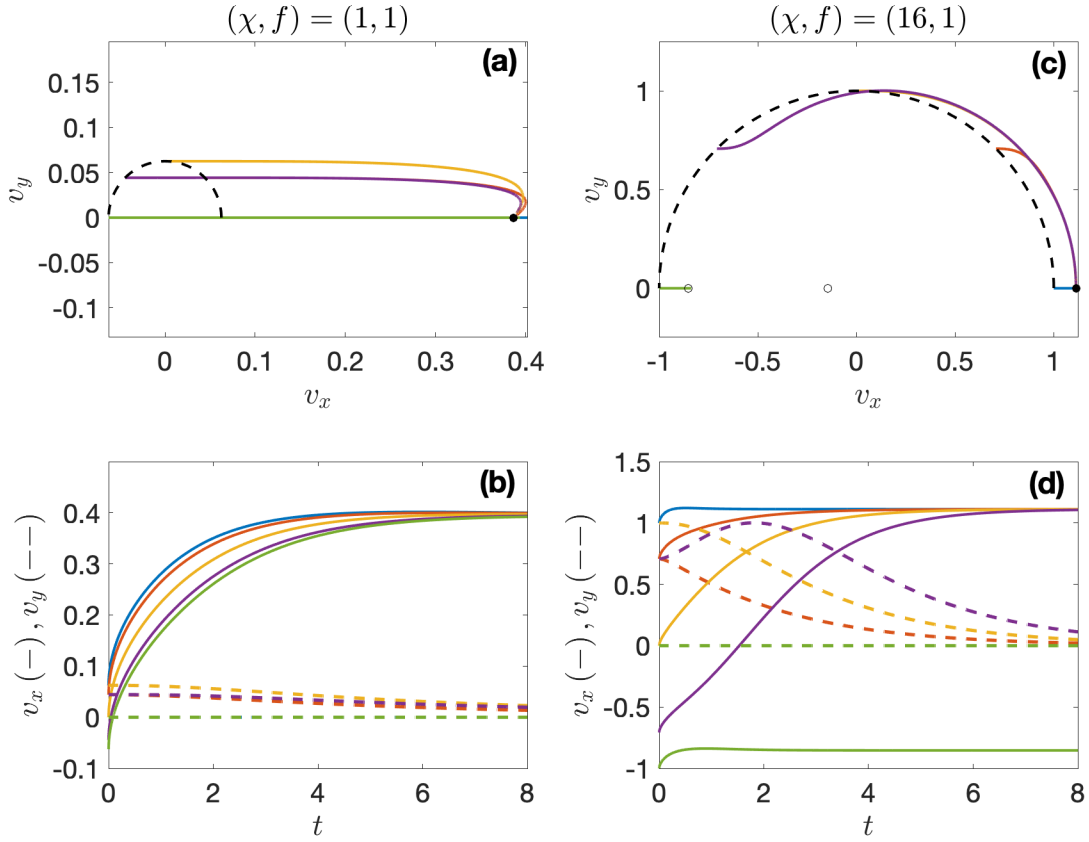 (χ, f) = (1, 1)
(a)
0.15
0.1
0.05
0
-0.05
-0.1
v_y
0 0.1 0.2 0.3 0.4
v_x
(χ, f) = (16, 1)
(c)
1
0.5
0
v_y
-1 -0.5 0 0.5 1
v_x
(b)
0.4
0.3
0.2
0.1
0
-0.1
v_x (−) , v_y (−−)
0 2 4 6 8
t
(d)
1.5
1
0.5
0
-0.5
-1
v_x (−) , v_y (−−)
0 2 4 6 8
t